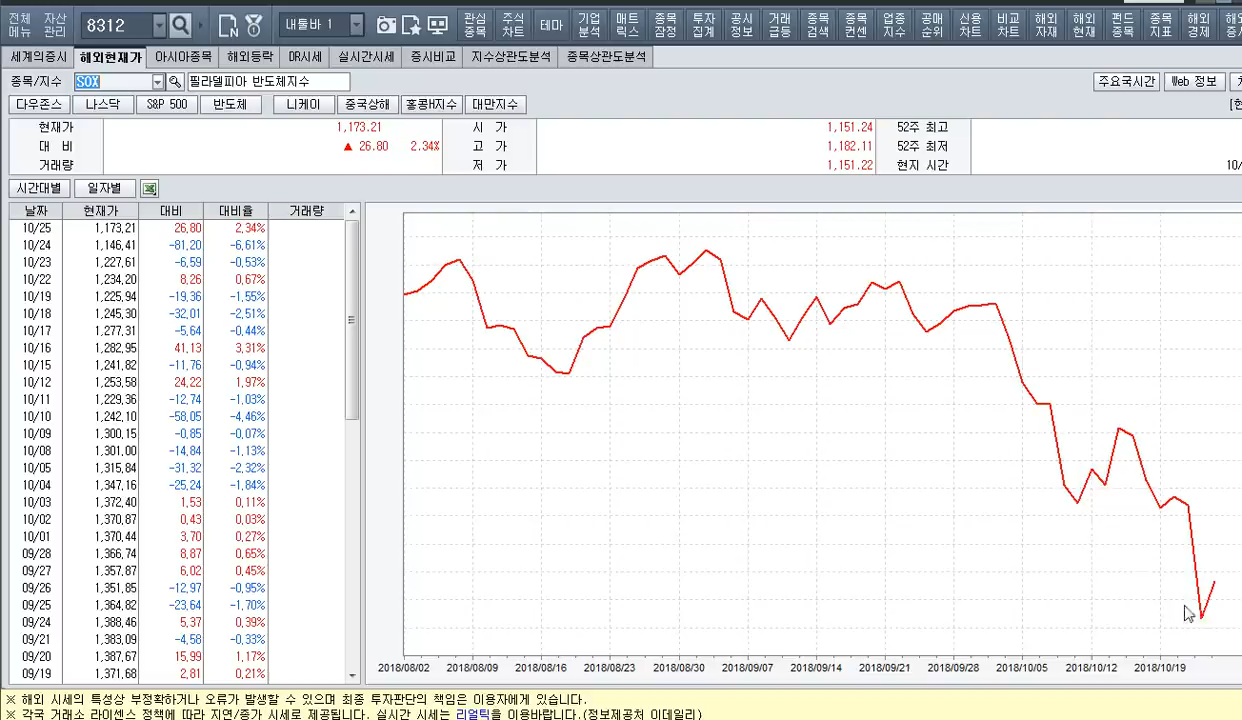 전체 자산 8312 내툴바 1 관심 주식 테마 기업 매트 종목 투자 공시 거래 종목 종목 업종 공매 신용 비교 해외 해외 펀드 종목 해외
메뉴 관리 종목 차트 분석 릭스 잠정 집계 정보 급등 검색 컨센 지수 순위 차트 차트 자재 현재 종목 지표 경제
세계의증시 해외현재가 아시아종목 해외등락 DR시세 실시간시세 증시비교 지수상관도분석 종목상관도분석
종목/지수 SOX 필라델피아 반도체지수 주요국시간 Web 정보
다우존스 나스닥 S&P 500 반도체 니케이 중국상해 홍콩H지수 대만지수
현재가 1,173.21 시 가 1,151.24 52주 최고
대 비 ▲ 26.80 2.34% 고 가 1,182.11 52주 최저
거래량 저 가 1,151.22 현지 시간 10/
시간대별 일자별
날짜 현재가 대비 대비율 거래량
10/25 1,173,21 26,80 2,34%
10/24 1,146,41 -81,20 -6,61%
10/23 1,227,61 -6,59 -0,53%
10/22 1,234,20 8,26 0,67%
10/19 1,225,94 -19,36 -1,55%
10/18 1,245,30 -32,01 -2,51%
10/17 1,277,31 -5,64 -0,44%
10/16 1,282,95 41,13 3,31%
10/15 1,241,82 -11,76 -0,94%
10/12 1,253,58 24,22 1,97%
10/11 1,229,36 -12,74 -1,03%
10/10 1,242,10 -58,05 -4,46%
10/09 1,300,15 -0,85 -0,07%
10/08 1,301,00 -14,84 -1,13%
10/05 1,315,84 -31,32 -2,32%
10/04 1,347,16 -25,24 -1,84%
10/03 1,372,40 1,53 0,11%
10/02 1,370,87 0,43 0,03%
10/01 1,370,44 3,70 0,27%
09/28 1,366,74 8,87 0,65%
09/27 1,357,87 6,02 0,45%
09/26 1,351,85 -12,97 -0,95%
09/25 1,364,82 -23,64 -1,70%
09/24 1,388,46 5,37 0,39%
09/21 1,383,09 -4,58 -0,33%
09/20 1,387,67 15,99 1,17%
09/19 1,371,68 2,81 0,21%
2018/08/02 2018/08/09 2018/08/16 2018/08/23 2018/08/30 2018/09/07 2018/09/14 2018/09/21 2018/09/28 2018/10/05 2018/10/12 2018/10/19
※ 해외 시세의 특성상 부정확하거나 오류가 발생할 수 있으며 최종 투자판단의 책임은 이용자에게 있습니다.
※ 각국 거래소 라이센스 정책에 따라 지연/종가 시세로 제공됩니다. 실시간 시세는 리얼틱을 이용바랍니다.(정보제공처 이데일리)